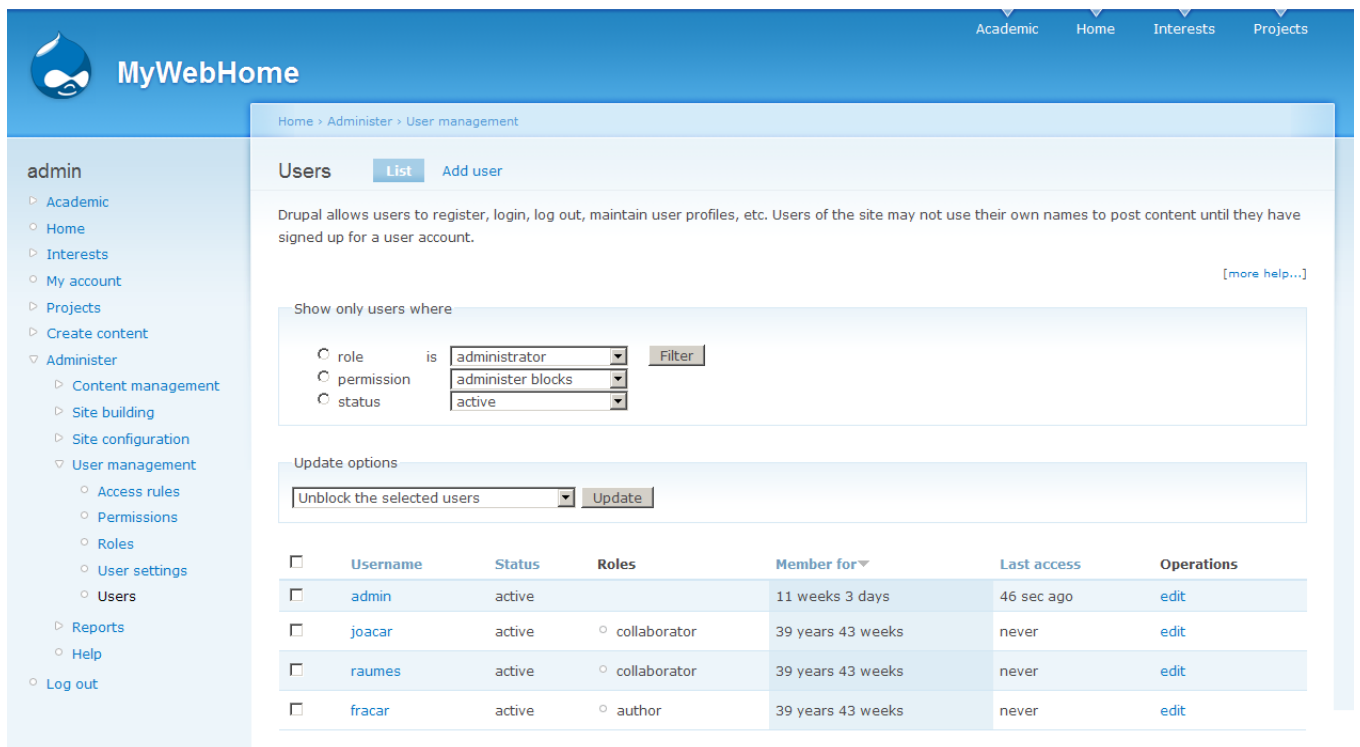 Academic Home Interests Projects
MyWebHome
Home › Administer › User management
admin
Academic
Home
Interests
My account
Projects
Create content
Administer
Content management
Site building
Site configuration
User management
Access rules
Permissions
Roles
User settings
Users
Reports
Help
Log out
Users List Add user
Drupal allows users to register, login, log out, maintain user profiles, etc. Users of the site may not use their own names to post content until they have
signed up for a user account.
[more help...]
Show only users where
role is administrator Filter
permission administer blocks
status active
Update options
Unblock the selected users Update
Username Status Roles Member for Last access Operations
admin active 11 weeks 3 days 46 sec ago edit
joacar active collaborator 39 years 43 weeks never edit
raumes active collaborator 39 years 43 weeks never edit
fracar active author 39 years 43 weeks never edit